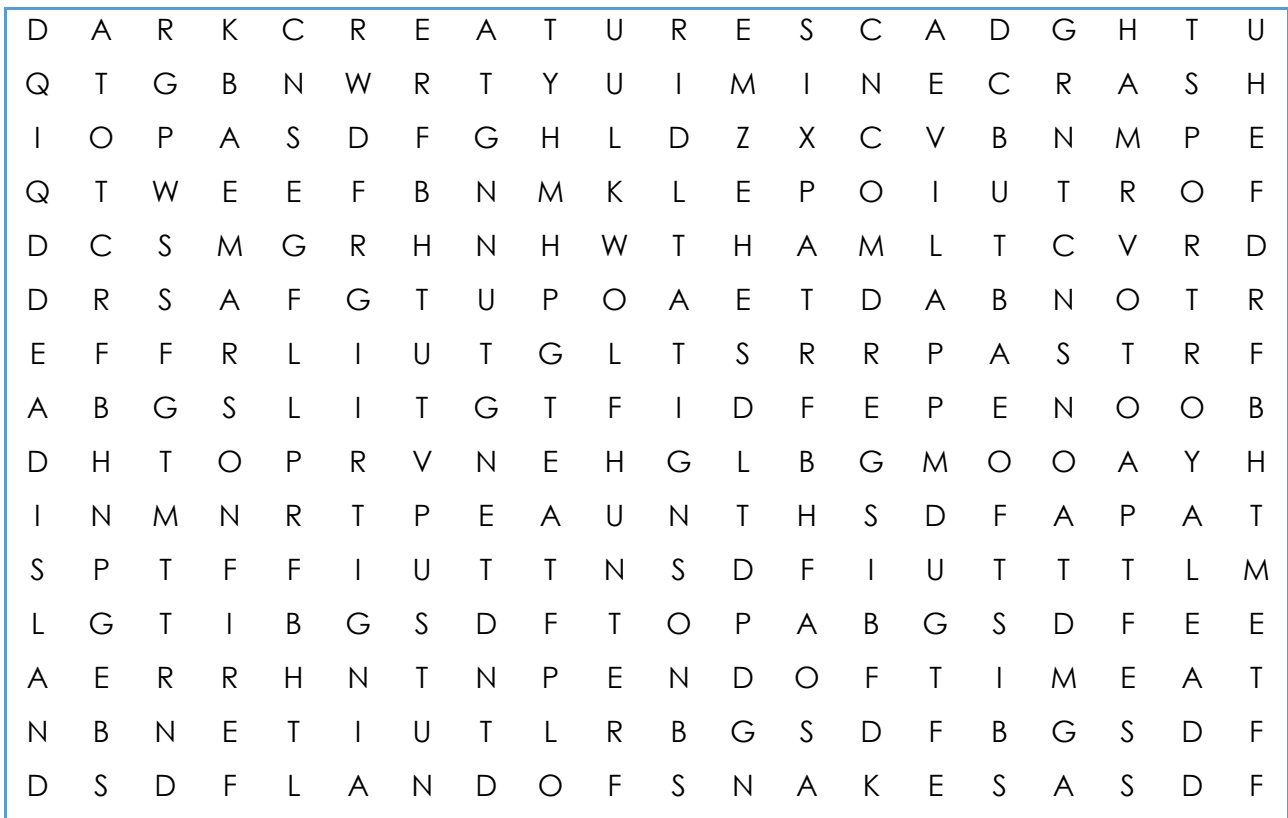 D A R K C R E A T U R E S C A D G H T U
Q T G B N W R T Y U I M I N E C R A S H
I O P A S D F G H L D Z X C V B N M P E
Q T W E E F B N M K L E P O I U T R O F
D C S M G R H N H W T H A M L T C V R D
D R S A F G T U P O A E T D A B N O T R
E F F R L I U T G L T S R R P A S T R F
A B G S L I T G T F I D F E P E N O O B
D H T O P R V N E H G L B G M O O A Y H
I N M N R T P E A U N T H S D F A P A T
S P T F F I U T T N S D F I U T T T L M
L G T I B G S D F T O P A B G S D F E E
A E R R H N T N P E N D O F T I M E A T
N B N E T I U T L R B G S D F B G S D F
D S D F L A N D O F S N A K E S A S D F